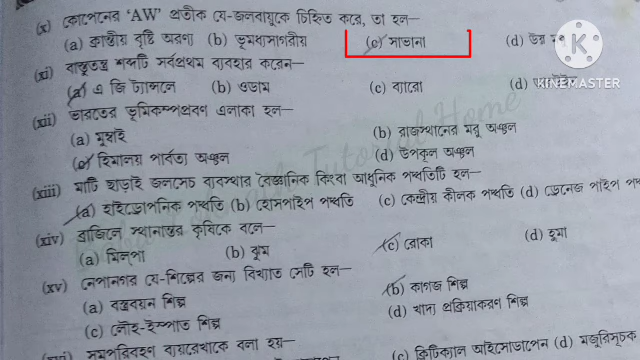 (x) কোপেনের 'AW' প্রতীক যে-জলবায়ুকে চিহ্নিত করে, তা হল—
(a) ক্রান্তীয় বৃষ্টি অরণ্য (b) ভূমধ্যসাগরীয় (c) সাভানা (d) উষ্ণ
KINEMASTER
(xi) বাস্তুতন্ত্র শব্দটি সর্বপ্রথম ব্যবহার করেন—
(a) এ জি ট্যান্সলে (b) ওডাম (c) ব্যারো (d)
(xii) ভারতের ভূমিকম্পপ্রবণ এলাকা হল—
(a) মুম্বাই (b) রাজস্থানের মরু অঞ্চল
(c) হিমালয় পার্বত্য অঞ্চল (d) উপকূল অঞ্চল
(xiii) মাটি ছাড়াই জলসেচ ব্যবস্থার বৈজ্ঞানিক কিংবা আধুনিক পদ্ধতিটি হল—
(a) হাইড্রোপনিক পদ্ধতি (b) হোসপাইপ পদ্ধতি (c) কেন্দ্রীয় কীলক পদ্ধতি (d) ড্রেনেজ পাইপ
(xiv) ব্রাজিলে স্থানান্তর কৃষিকে বলে—
(a) মিলপা (b) ঝুম (c) রোকা (d) হুমা
(xv) নেপানগর যে-শিল্পের জন্য বিখ্যাত সেটি হল—
(a) বস্ত্রবয়ন শিল্প (b) কাগজ শিল্প
(c) লৌহ-ইস্পাত শিল্প (d) খাদ্য প্রক্রিয়াকরণ শিল্প
সমপরিবহণ ব্যয়রেখাকে বলা হয়—
(c) ক্রিটিক্যাল আইসোডাপেন (d)
Tutorial Home